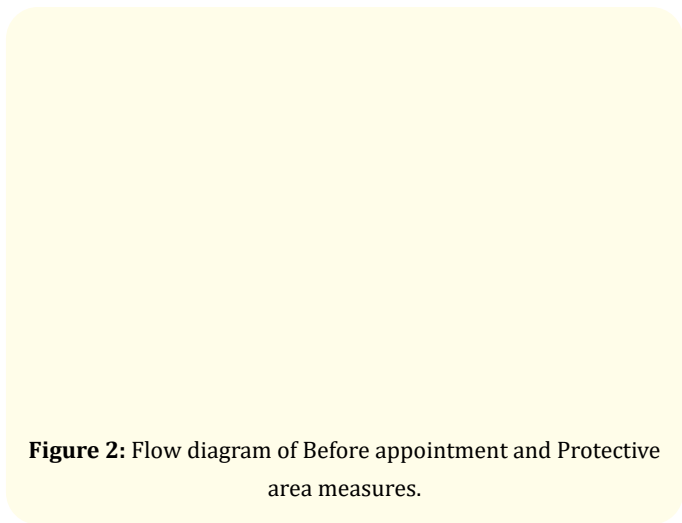 Figure 2: Flow diagram of Before appointment and Protective
area measures.